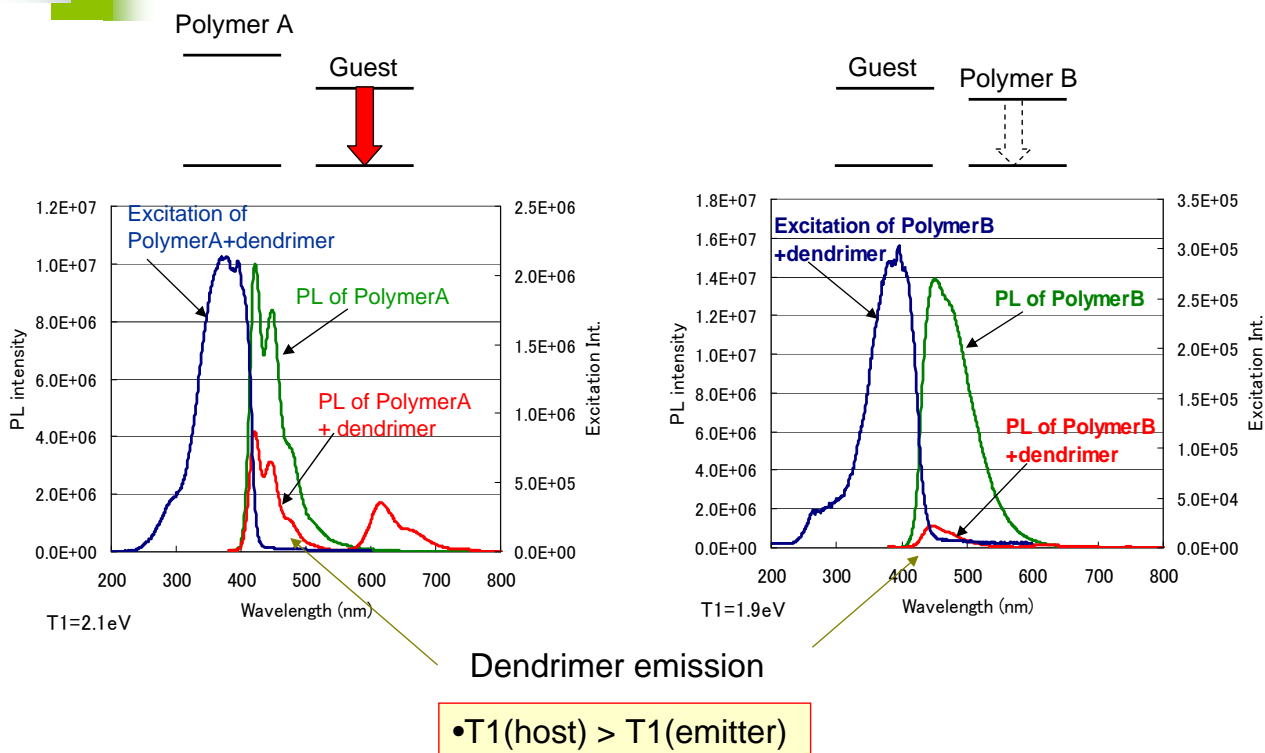 Polymer A
Guest
Guest
Polymer B
1.2E+07
1.0E+07
8.0E+06
6.0E+06
4.0E+06
2.0E+06
0.0E+00
PL intensity
2.5E+06
2.0E+06
1.5E+06
1.0E+06
5.0E+05
0.0E+00
Excitation Int.
Excitation of
PolymerA+dendrimer
PL of PolymerA
PL of PolymerA
+ dendrimer
200 300 400 500 600 700 800
Wavelength (nm)
T1=2.1eV
1.8E+07
1.6E+07
1.4E+07
1.2E+07
1.0E+07
8.0E+06
6.0E+06
4.0E+06
2.0E+06
0.0E+00
PL intensity
3.5E+05
3.0E+05
2.5E+05
2.0E+05
1.5E+05
1.0E+05
5.0E+04
0.0E+00
Excitation Int.
Excitation of PolymerB
+dendrimer
PL of PolymerB
PL of PolymerB
+dendrimer
200 300 400 500 600 700 800
Wavelength (nm)
T1=1.9eV
Dendrimer emission
•T1(host) > T1(emitter)